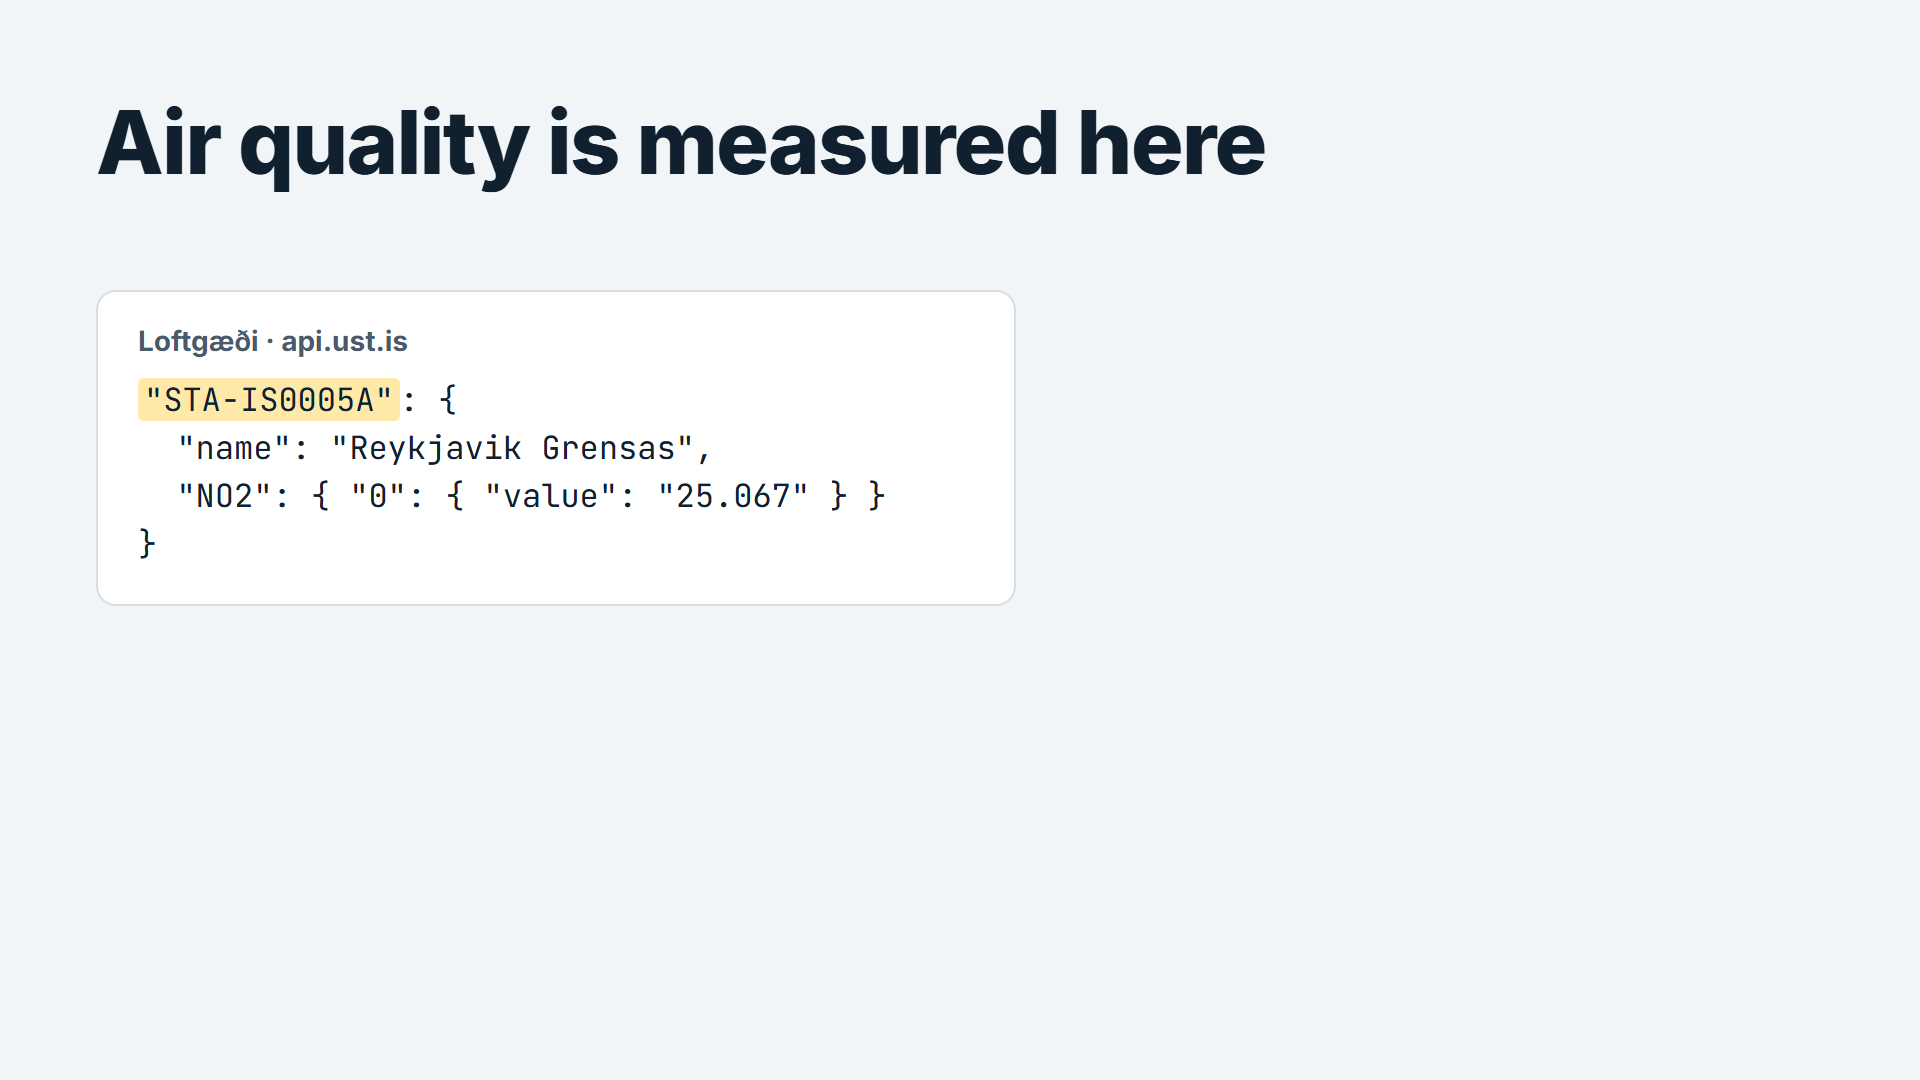 Air quality is measured here
Loftgæði · api.ust.is
"STA-IS0005A": {
  "name": "Reykjavik Grensas",
  "NO2": { "0": { "value": "25.067" } }
}